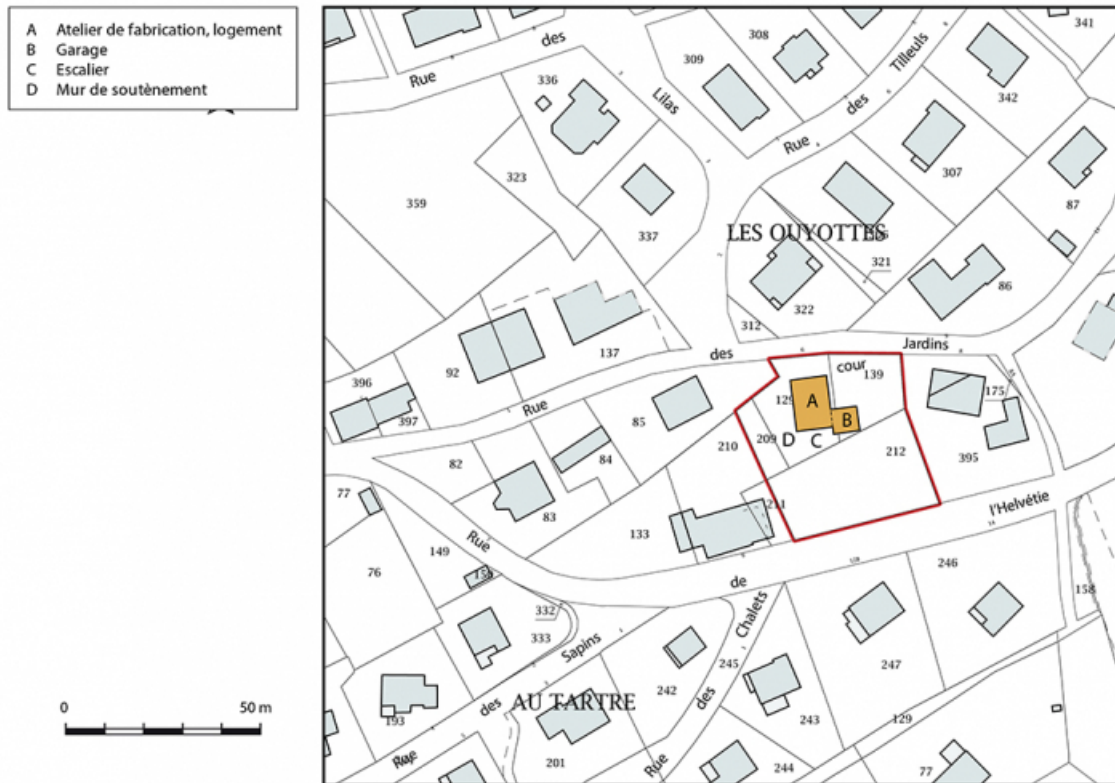 A Atelier de fabrication, logement
B Garage
C Escalier
D Mur de soutènement
0 50 m
Rue des
336
309
308
341
342
Lilas
Rue des Tilleuls
323
359
337
307
87
LES OUYOTTES
321
86
322
312
396
92
137
des Jardins
cour
139
129
A
B
175
397
Rue
85
209
D
C
210
212
395
82
84
77
83
211
l'Helvétie
133
149
Rue
76
de
246
158
332
333
Chalets
Sapins
245
247
242
AU TARTRE
des
des
193
243
129
Rue
201
Rue
244
77